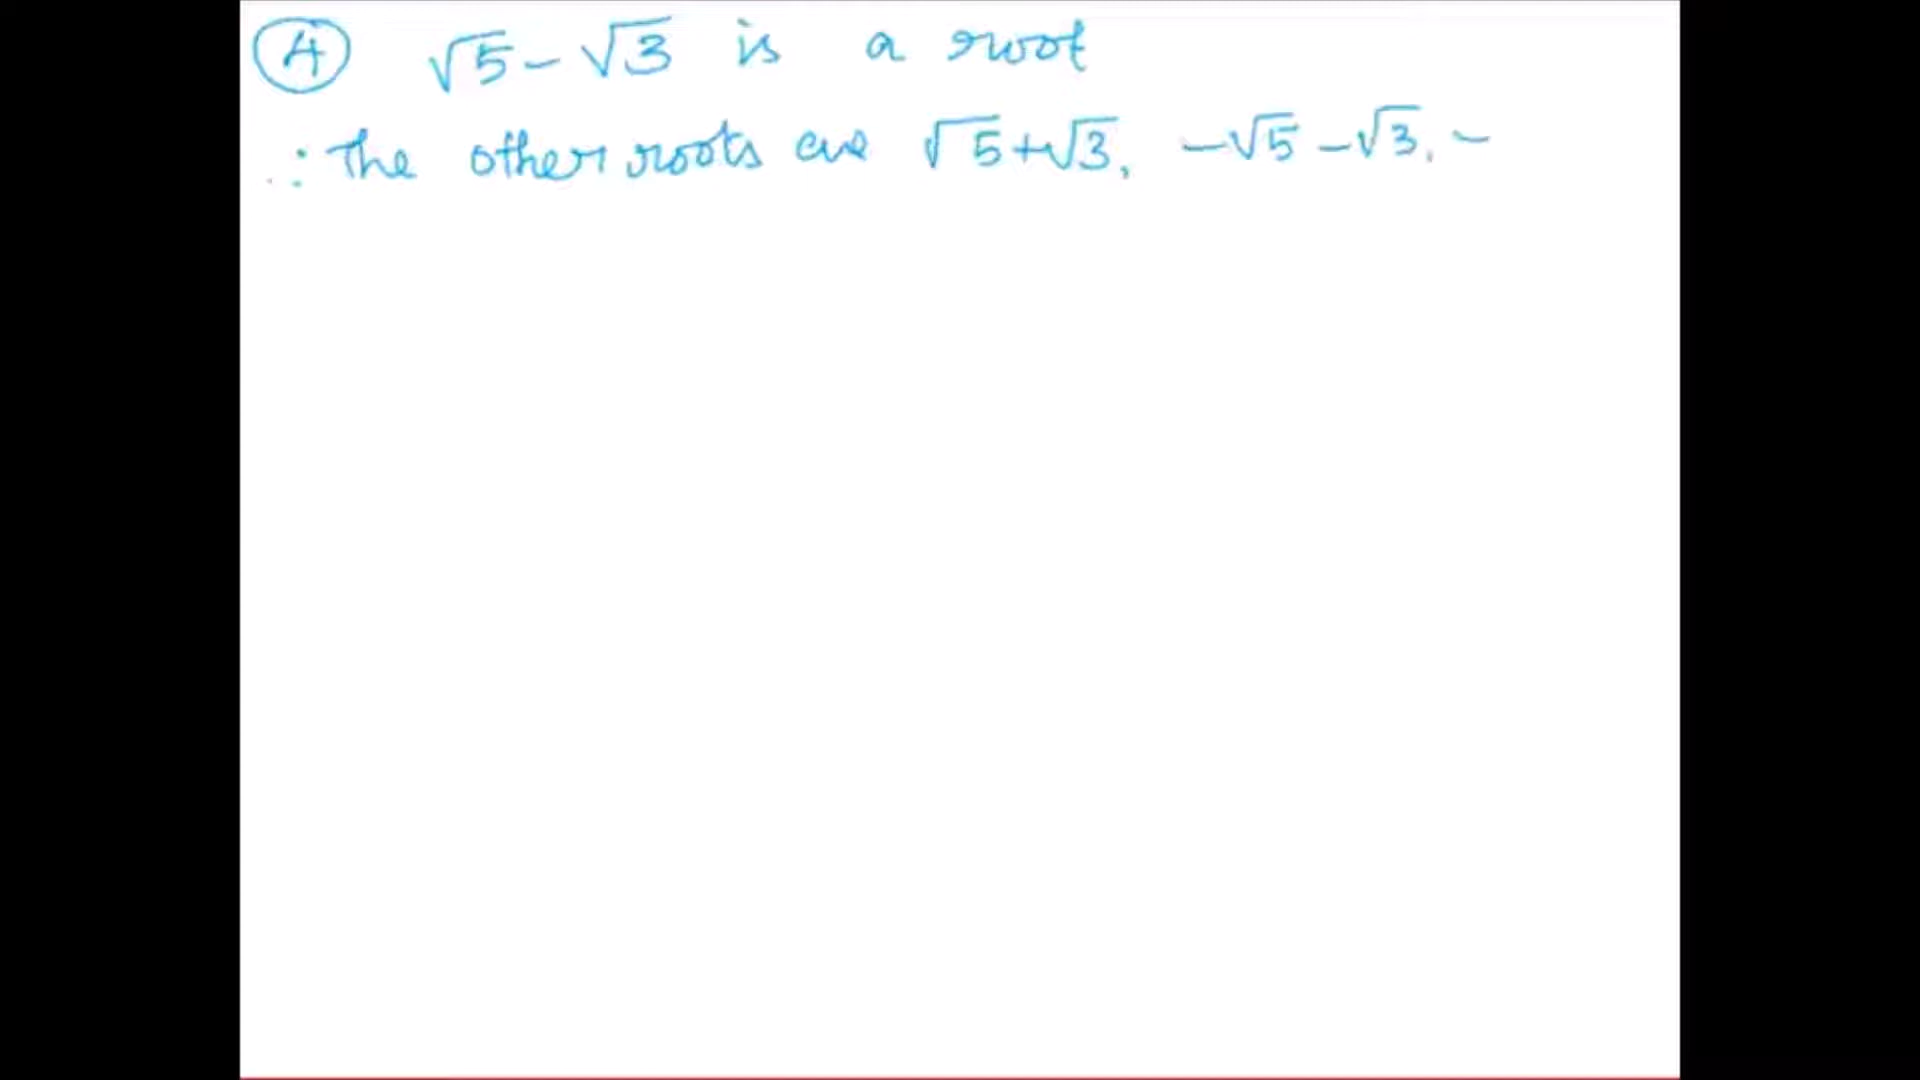 ④ √5 - √3 is a root
∴ The other roots are √5+√3, -√5 -√3, -